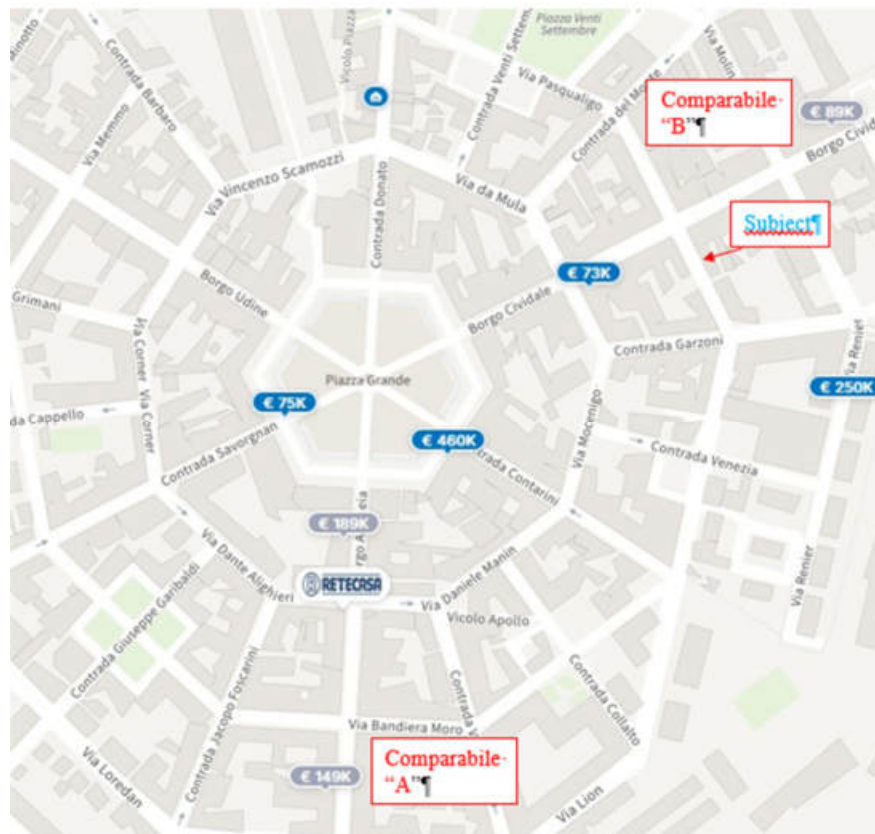 Piazza Venti
Settembre
Vicolo Piazza
Contrada Venti Settem
Via Molin
Contrada Barbaro
Via Memmo
Via Pasqualigo
Contrada del Monte
Comparabile·
“B”¶
€ 89K
Borgo Cividale
Via Vincenzo Scamozzi
Contrada Donato
Via da Mula
Subiect¶
€ 73K
Borgo Udine
Borgo Cividale
Grimani
Via Corner
Via Corner
Contrada Garzoni
Via Renier
Piazza Grande
€ 75K
€ 250K
da Cappello
€ 460K
Via Mocenigo
Contrada Savorgnan
trada Contarini
Contrada Venezia
€ 189K
Via Dante Alighieri
RETECASA
Via Daniele Manin
Via Renier
Contrada Giuseppe Garibaldi
Vicolo Apollo
Contrada Jacopo Foscarini
Contrada Collalto
Via Bandiera Moro
Contrada V
Via Loredan
Comparabile·
“A”¶
€ 149K
Via Lion